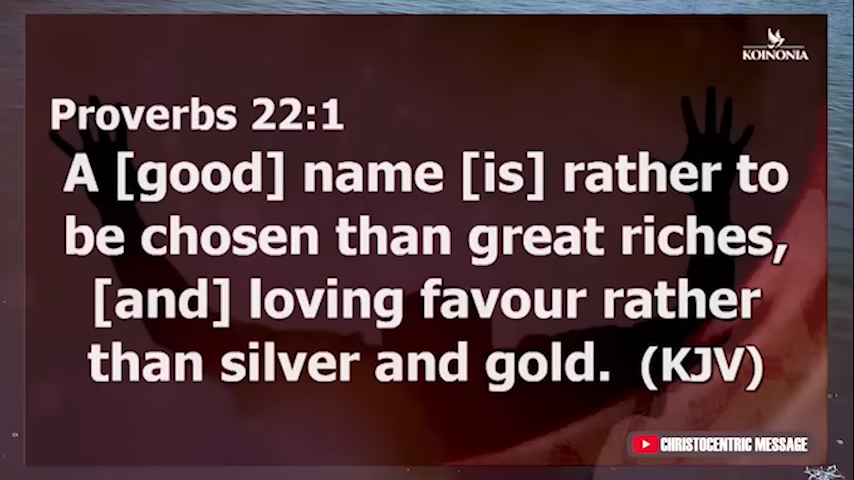 KOINONIA
Proverbs 22:1
A [good] name [is] rather to
be chosen than great riches,
[and] loving favour rather
than silver and gold. (KJV)
CHRISTOCENTRIC MESSAGE